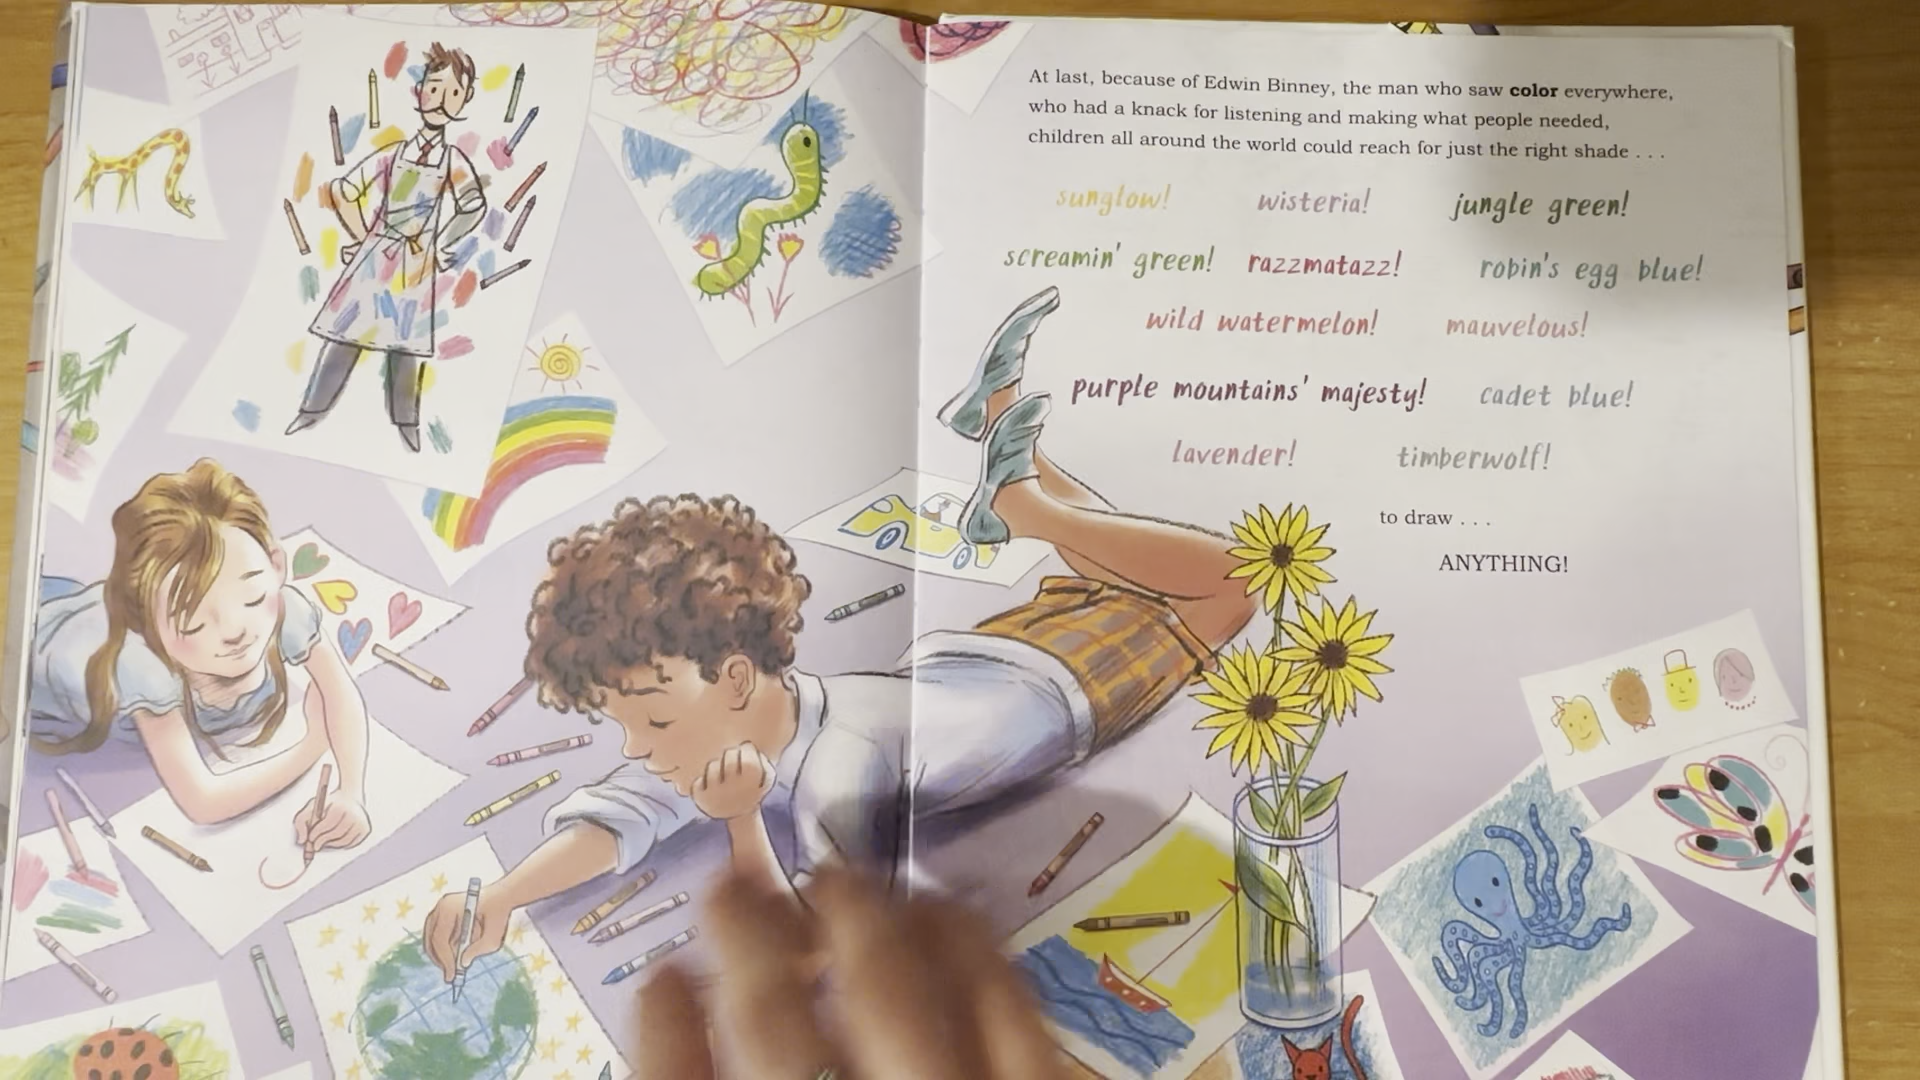 At last, because of Edwin Binney, the man who saw color everywhere,
who had a knack for listening and making what people needed,
children all around the world could reach for just the right shade . . .
sunglow! wisteria! jungle green!
screamin' green! razzmatazz! robin's egg blue!
wild watermelon! mauvelous!
purple mountains' majesty! cadet blue!
lavender! timberwolf!
to draw . . .
ANYTHING!